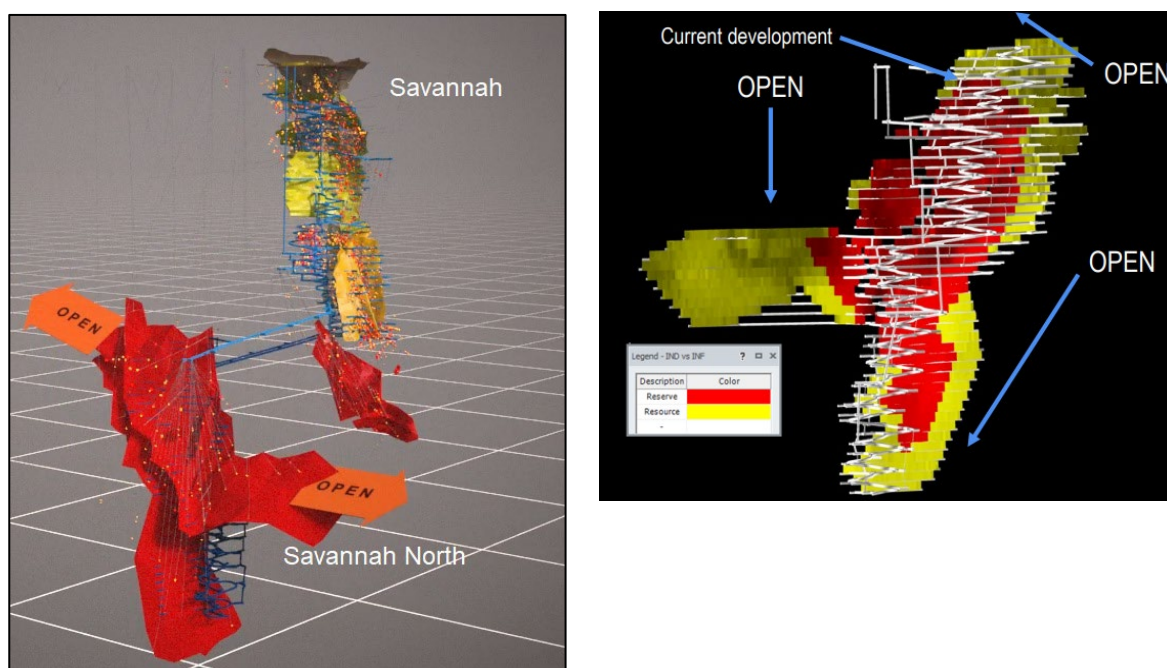 Savannah
OPEN
OPEN
Savannah North
Current development
OPEN
OPEN
OPEN
Legend - IND vs INF ? X
Description Color
Reserve
Resource
-